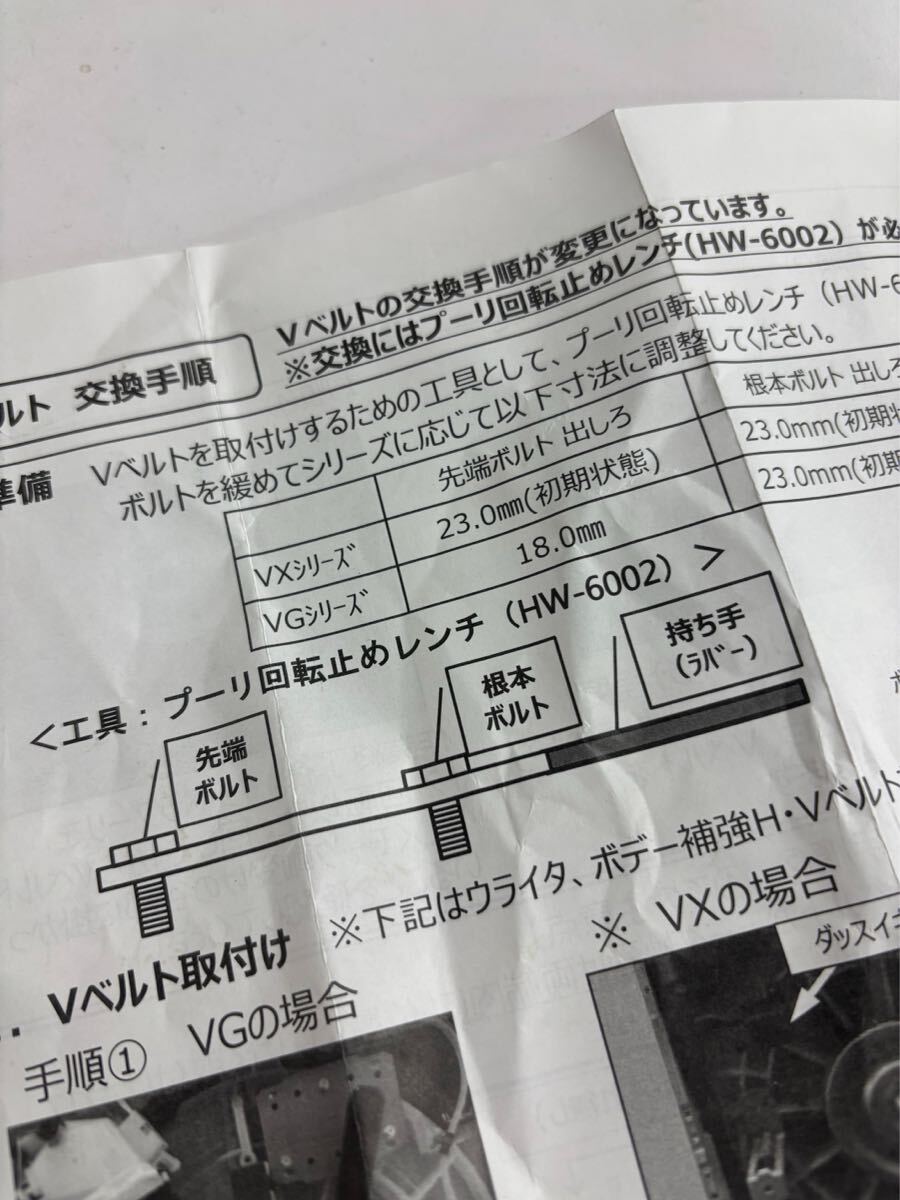 Vベルトの交換手順が変更になっています。
※交換にはプーリ回転止めレンチ(HW-6002)が必
ルト 交換手順
準備 Vベルトを取付けするための工具として、プーリ回転止めレンチ(HW-6
ボルトを緩めてシリーズに応じて以下寸法に調整してください。
先端ボルト 出しろ 根本ボルト 出しろ
VXシリーズ 23.0mm(初期状態) 23.0mm(初期状
VGシリーズ 18.0mm 23.0mm(初期
<工具:プーリ回転止めレンチ(HW-6002)>
先端
ボルト
根本
ボルト
持ち手
(ラバー)
※下記はウライタ、ボデー補強H・Vベルト
. Vベルト取付け
手順① VGの場合
※ VXの場合
ダッスイキ